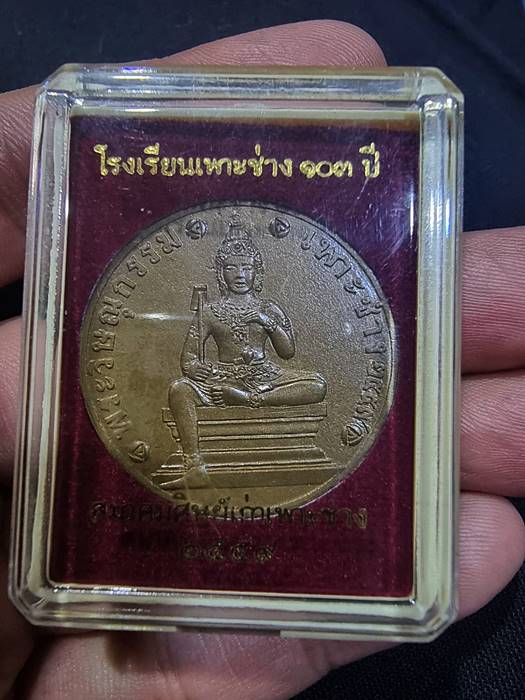 โรงเรียนเพาะช่าง ๑๐๓ ปี
พระวิษณุกรรม
เพาะช่าง
สมาคมศิษย์เก่าเพาะช่าง
๒๕๕๙